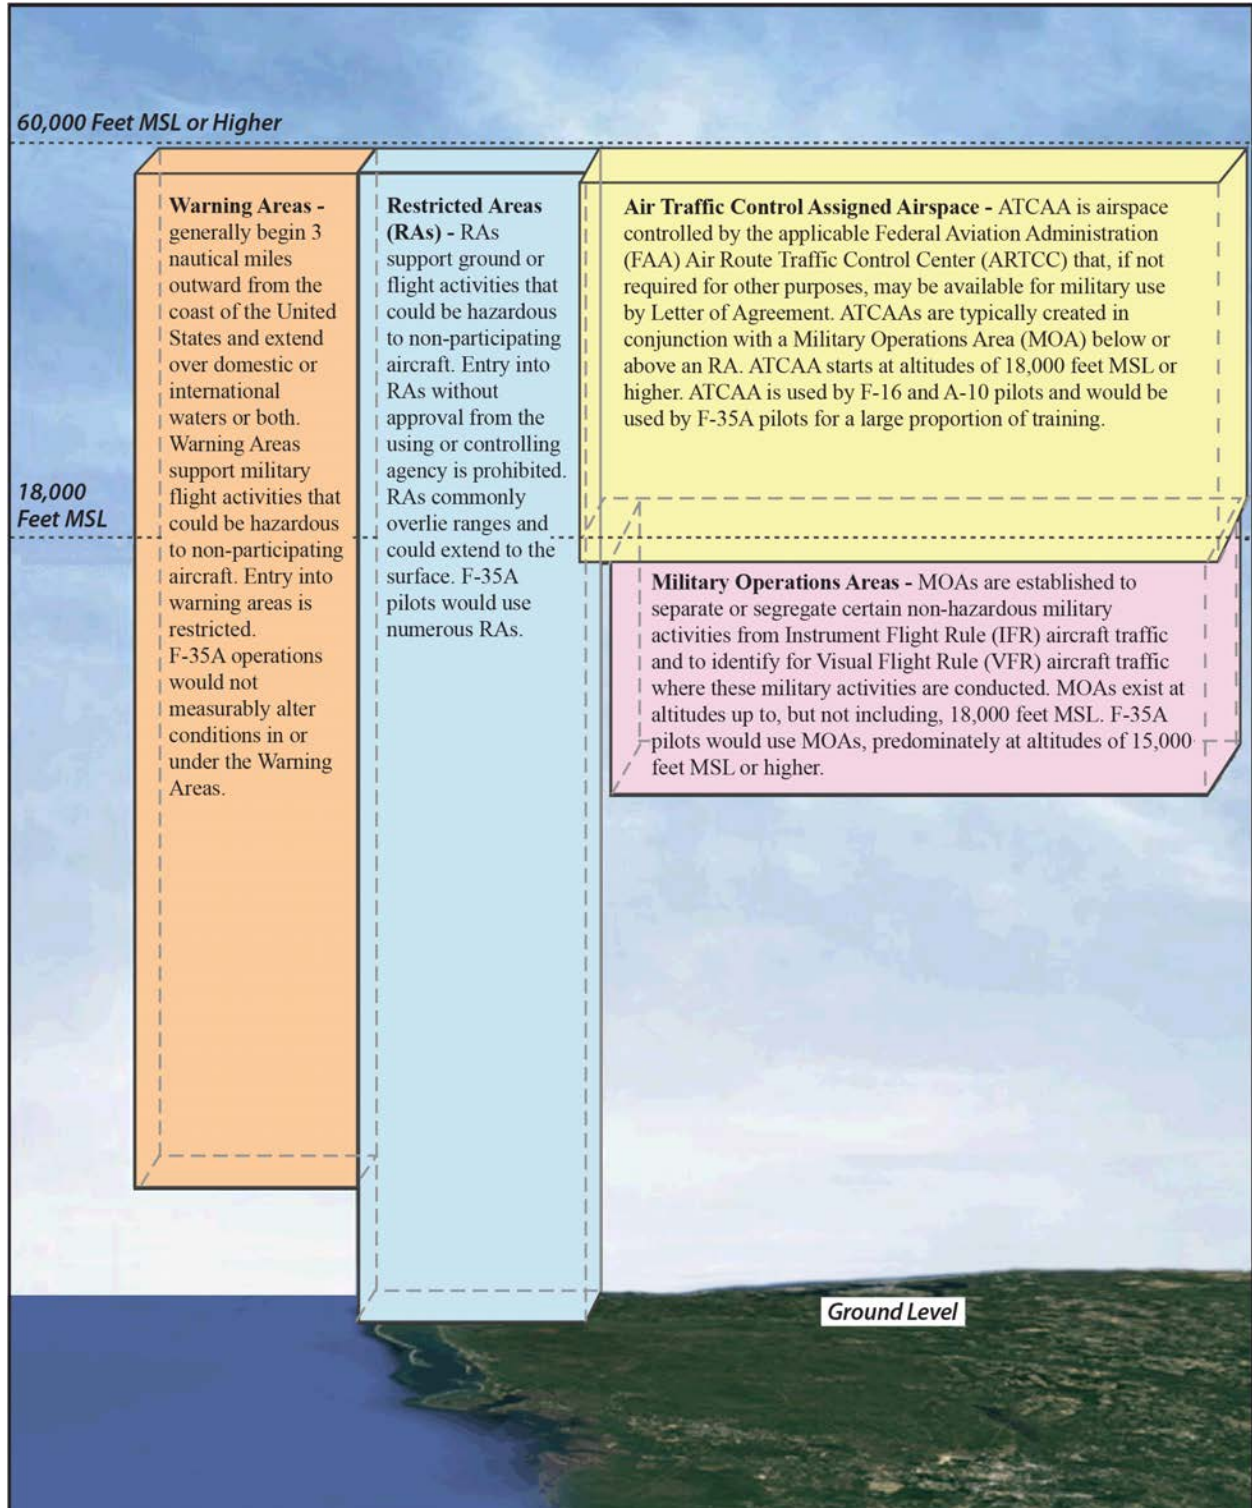 60,000 Feet MSL or Higher
Warning Areas -
generally begin 3
nautical miles
outward from the
coast of the United
States and extend
over domestic or
international
waters or both.
Warning Areas
support military
flight activities that
could be hazardous
to non-participating
aircraft. Entry into
warning areas is
restricted.
F-35A operations
would not
measurably alter
conditions in or
under the Warning
Areas.
Restricted Areas
(RAs) - RAs
support ground or
flight activities that
could be hazardous
to non-participating
aircraft. Entry into
RAs without
approval from the
using or controlling
agency is prohibited.
RAs commonly
overlie ranges and
could extend to the
surface. F-35A
pilots would use
numerous RAs.
Air Traffic Control Assigned Airspace - ATCAA is airspace
controlled by the applicable Federal Aviation Administration
(FAA) Air Route Traffic Control Center (ARTCC) that, if not
required for other purposes, may be available for military use
by Letter of Agreement. ATCAAs are typically created in
conjunction with a Military Operations Area (MOA) below or
above an RA. ATCAA starts at altitudes of 18,000 feet MSL or
higher. ATCAA is used by F-16 and A-10 pilots and would be
used by F-35A pilots for a large proportion of training.
18,000
Feet MSL
Military Operations Areas - MOAs are established to
separate or segregate certain non-hazardous military
activities from Instrument Flight Rule (IFR) aircraft traffic
and to identify for Visual Flight Rule (VFR) aircraft traffic
where these military activities are conducted. MOAs exist at
altitudes up to, but not including, 18,000 feet MSL. F-35A
pilots would use MOAs, predominately at altitudes of 15,000
feet MSL or higher.
Ground Level